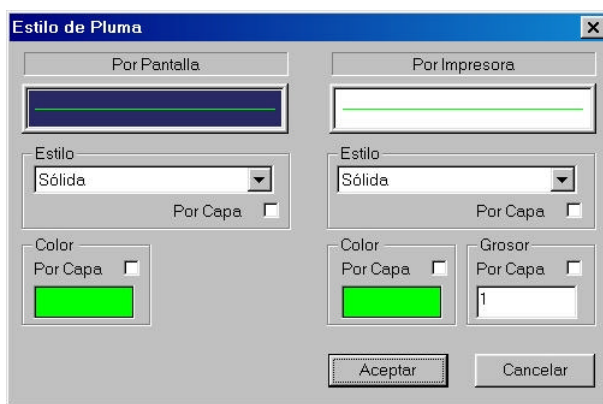 Estilo de Pluma
Por Pantalla
Por Impresora
Estilo
Sólida
Por Capa
Estilo
Sólida
Por Capa
Color
Por Capa
Color
Por Capa
Grosor
Por Capa
1
Aceptar
Cancelar